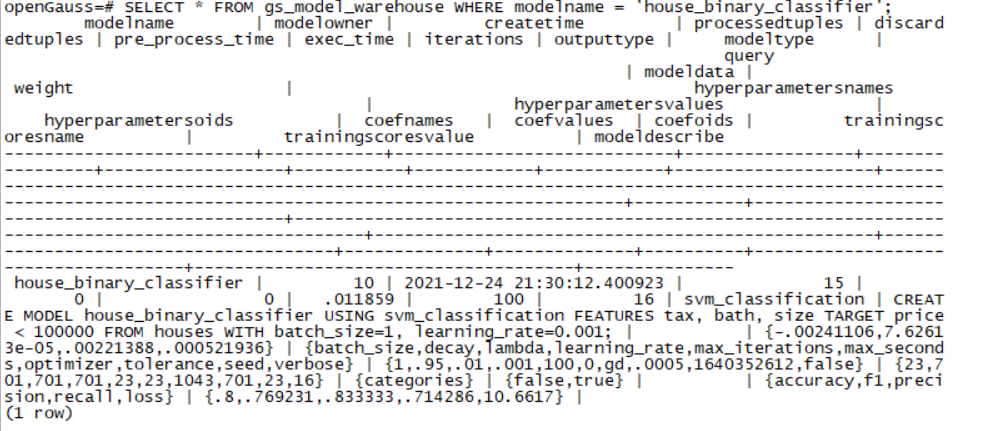 openGauss=# SELECT * FROM gs_model_warehouse WHERE modelname = 'house_binary_classifier';
modelname | modelowner | createtime | processedtuples | discard
edtuples | pre_process_time | exec_time | iterations | outputtype | modeltype |
query
| modeldata |
weight | hyperparametersnames
| hyperparametersvalues |
hyperparametersoids | coefnames | coefvalues | coefoids | trainingsc
oresname | trainingscoresvalue | modeldescribe
house_binary_classifier | 10 | 2021-12-24 21:30:12.400923 | 15 |
0 | 0 | .011859 | 100 | 16 | svm_classification | CREAT
E MODEL house_binary_classifier USING svm_classification FEATURES tax, bath, size TARGET price
< 100000 FROM houses WITH batch_size=1, learning_rate=0.001; | | {-.00241106,7.6261
3e-05,.00221388,.000521936} | {batch_size,decay,lambda,learning_rate,max_iterations,max_second
s,optimizer,tolerance,seed,verbose} | {1,.95,.01,.001,100,0,gd,.0005,1640352612,false} | {23,7
01,701,701,23,23,1043,701,23,16} | {categories} | {false,true} | | {accuracy,f1,preci
sion,recall,loss} | {.8,.769231,.833333,.714286,10.6617} |
(1 row)